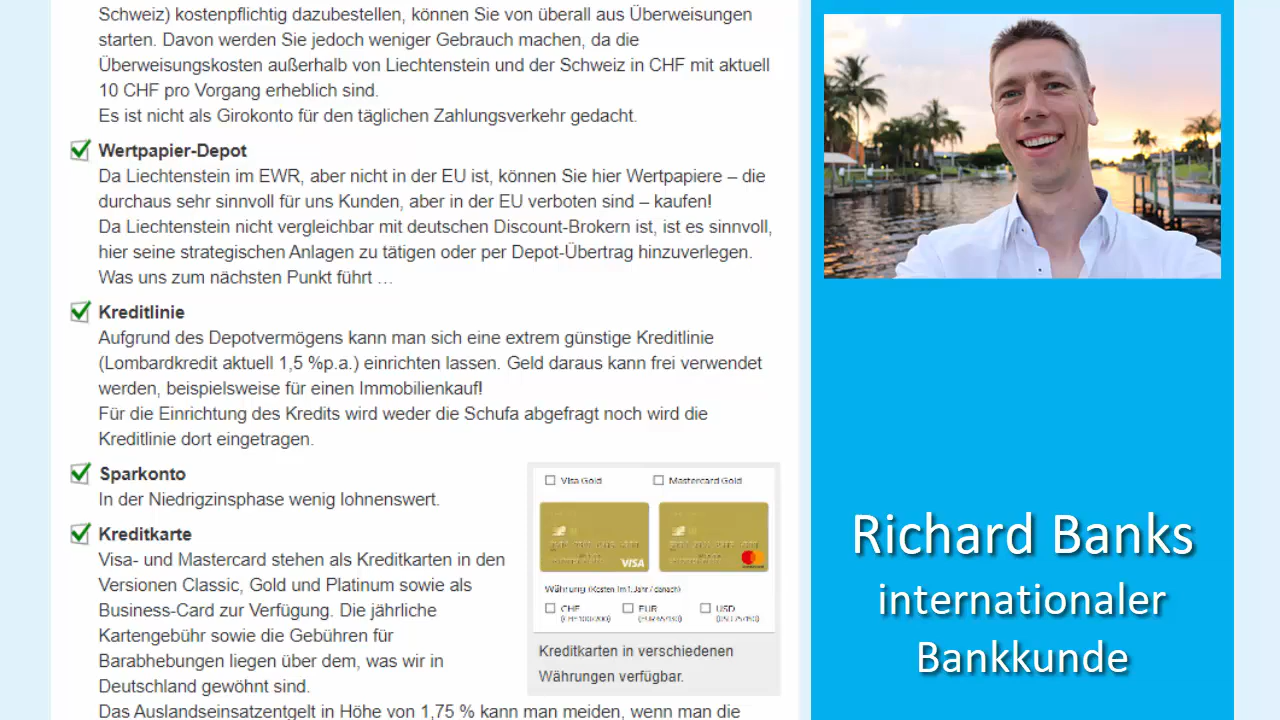 Schweiz) kostenpflichtig dazubestellen, können Sie von überall aus Überweisungen
starten. Davon werden Sie jedoch weniger Gebrauch machen, da die
Überweisungskosten außerhalb von Liechtenstein und der Schweiz in CHF mit aktuell
10 CHF pro Vorgang erheblich sind.
Es ist nicht als Girokonto für den täglichen Zahlungsverkehr gedacht.
Wertpapier-Depot
Da Liechtenstein im EWR, aber nicht in der EU ist, können Sie hier Wertpapiere – die
durchaus sehr sinnvoll für uns Kunden, aber in der EU verboten sind – kaufen!
Da Liechtenstein nicht vergleichbar mit deutschen Discount-Brokern ist, ist es sinnvoll,
hier seine strategischen Anlagen zu tätigen oder per Depot-Übertrag hinzuverlegen.
Was uns zum nächsten Punkt führt …
Kreditlinie
Aufgrund des Depotvermögens kann man sich eine extrem günstige Kreditlinie
(Lombardkredit aktuell 1,5 %p.a.) einrichten lassen. Geld daraus kann frei verwendet
werden, beispielsweise für einen Immobilienkauf!
Für die Einrichtung des Kredits wird weder die Schufa abgefragt noch wird die
Kreditlinie dort eingetragen.
Sparkonto
In der Niedrigzinsphase wenig lohnenswert.
Kreditkarte
Visa- und Mastercard stehen als Kreditkarten in den
Versionen Classic, Gold und Platinum sowie als
Business-Card zur Verfügung. Die jährliche
Kartengebühr sowie die Gebühren für
Barabhebungen liegen über dem, was wir in
Deutschland gewöhnt sind.
Das Auslandseinsatzentgelt in Höhe von 1,75 % kann man meiden, wenn man die
Visa Gold Mastercard Gold
VISA
Währung (Kosten im 1. Jahr / danach)
CHF EUR USD
(CHF 100/200)
Kreditkarten in verschiedenen
Währungen verfügbar.
Richard Banks
internationaler
Bankkunde